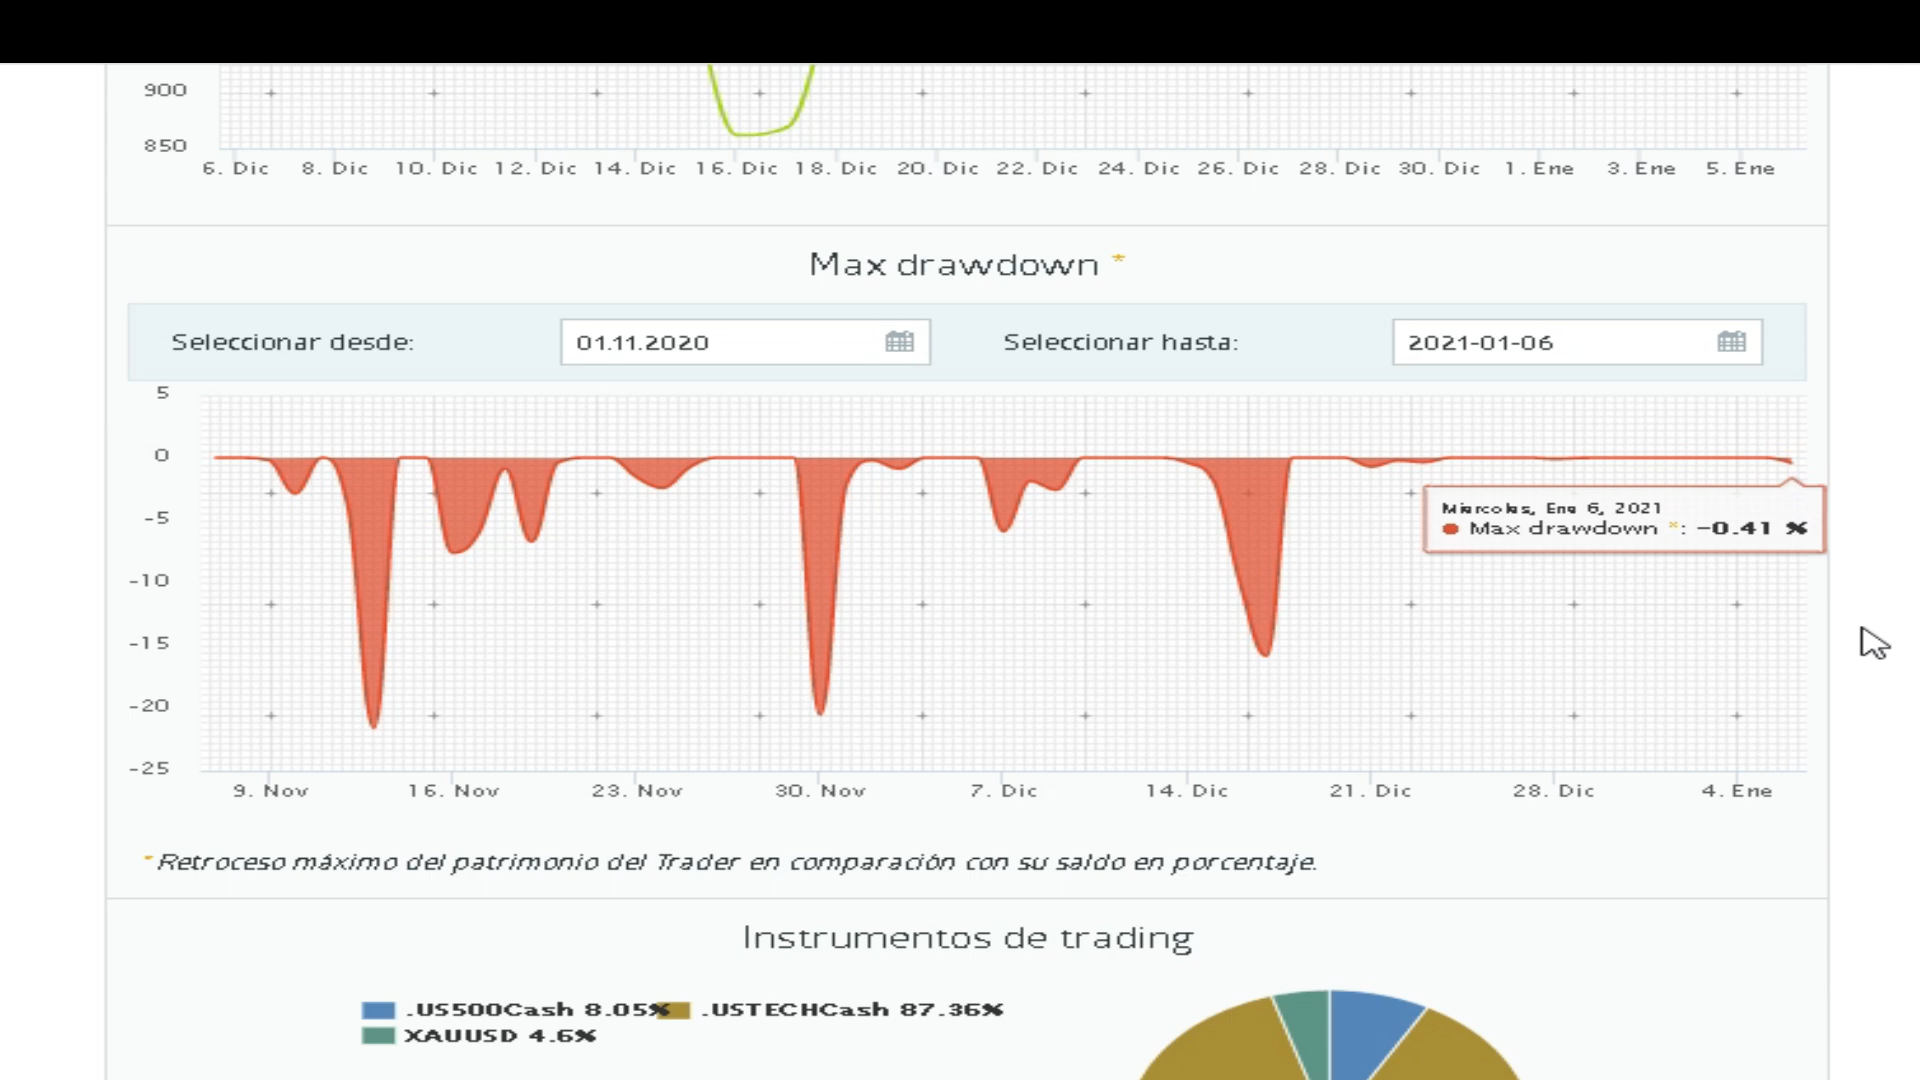 900
850
6. Dic 8. Dic 10. Dic 12. Dic 14. Dic 16. Dic 18. Dic 20. Dic 22. Dic 24. Dic 26. Dic 28. Dic 30. Dic 1. Ene 3. Ene 5. Ene
Max drawdown *
Seleccionar desde: 01.11.2020 Seleccionar hasta: 2021-01-06
5
0
-5
Miércoles, Ene 6, 2021
Max drawdown *: -0.41 %
-10
-15
-20
-25
9. Nov 16. Nov 23. Nov 30. Nov 7. Dic 14. Dic 21. Dic 28. Dic 4. Ene
* Retroceso máximo del patrimonio del Trader en comparación con su saldo en porcentaje.
Instrumentos de trading
.US500Cash 8.05% .USTECHCash 87.36%
XAUUSD 4.6%